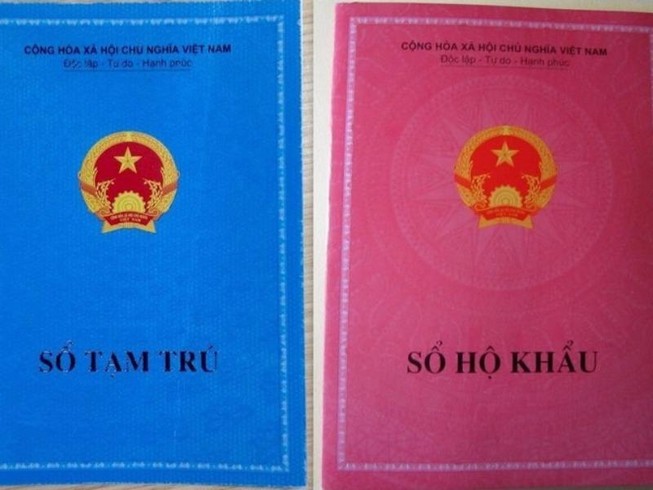 CỘNG HÒA XÃ HỘI CHỦ NGHĨA VIỆT NAM
Độc lập - Tự do - Hạnh phúc
SỔ TẠM TRÚ
CỘNG HÒA XÃ HỘI CHỦ NGHĨA VIỆT NAM
Độc lập - Tự do - Hạnh phúc
SỔ HỘ KHẨU